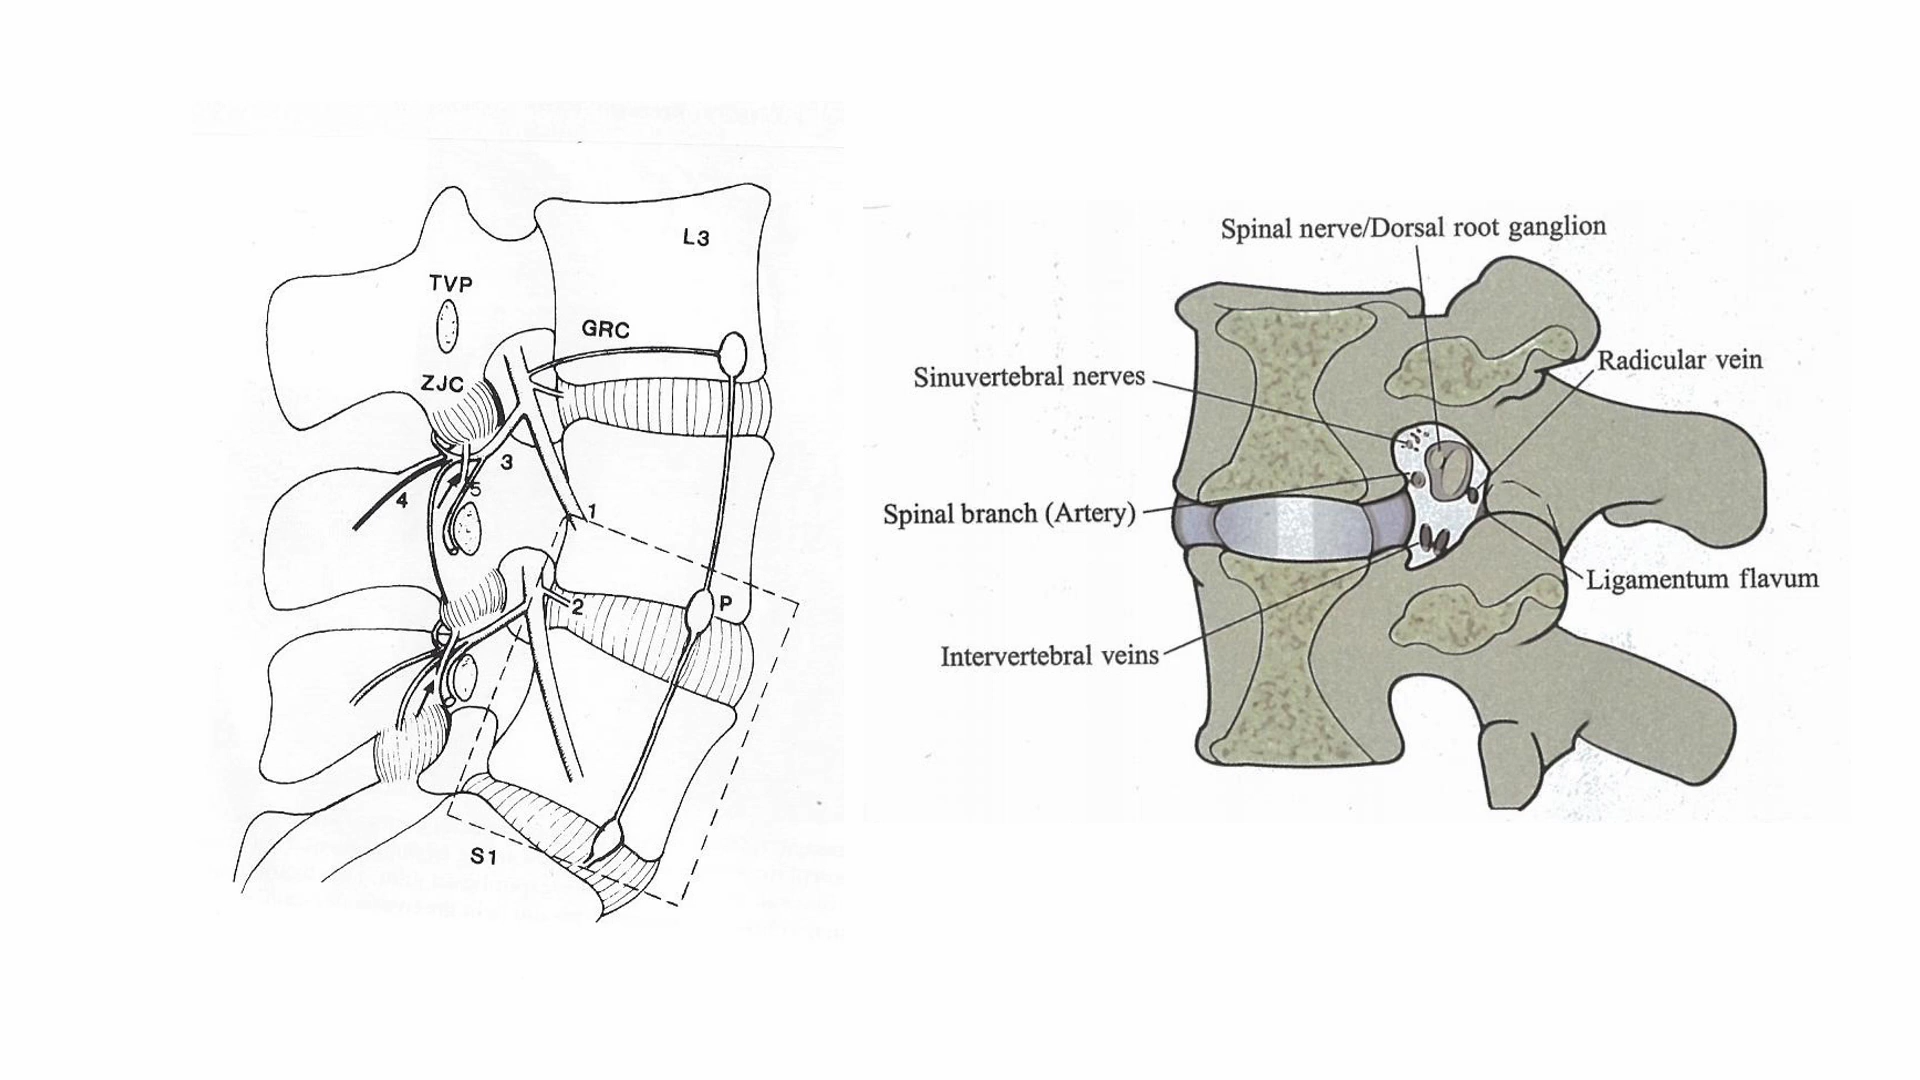 L3
TVP
GRC
ZJC
3
4
5
1
2
P
S1
Spinal nerve/Dorsal root ganglion
Radicular vein
Sinuvertebral nerves
Spinal branch (Artery)
Ligamentum flavum
Intervertebral veins